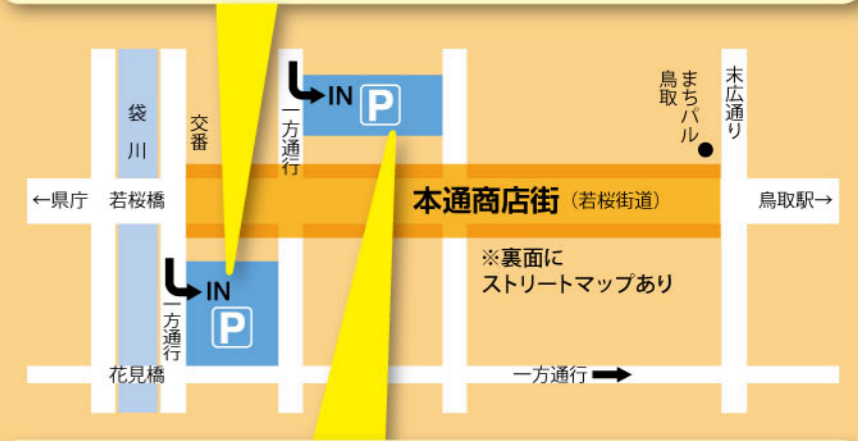 袋川
交番
一方通行
IN
P
まちパル
鳥取
末広通り
←県庁
若桜橋
本通商店街（若桜街道）
鳥取駅→
※裏面に
ストリートマップあり
IN
P
一方通行
花見橋
一方通行